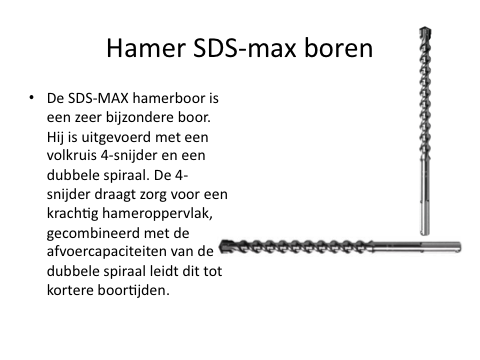 Hamer SDS-max boren
• De SDS-MAX hamerboor is
een zeer bijzondere boor.
Hij is uitgevoerd met een
volkruis 4-snijder en een
dubbele spiraal. De 4-
snijder draagt zorg voor een
krachtig hameroppervlak,
gecombineerd met de
afvoercapaciteiten van de
dubbele spiraal leidt dit tot
kortere boortijden.